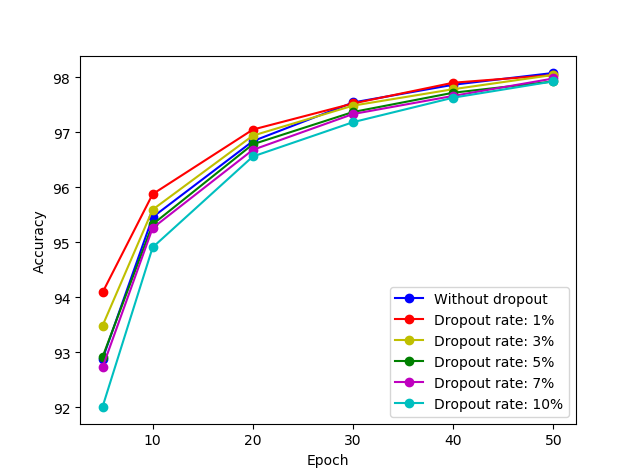 98
97
96
95
94
93
92
Accuracy
10
20
30
40
50
Epoch
Without dropout
Dropout rate: 1%
Dropout rate: 3%
Dropout rate: 5%
Dropout rate: 7%
Dropout rate: 10%